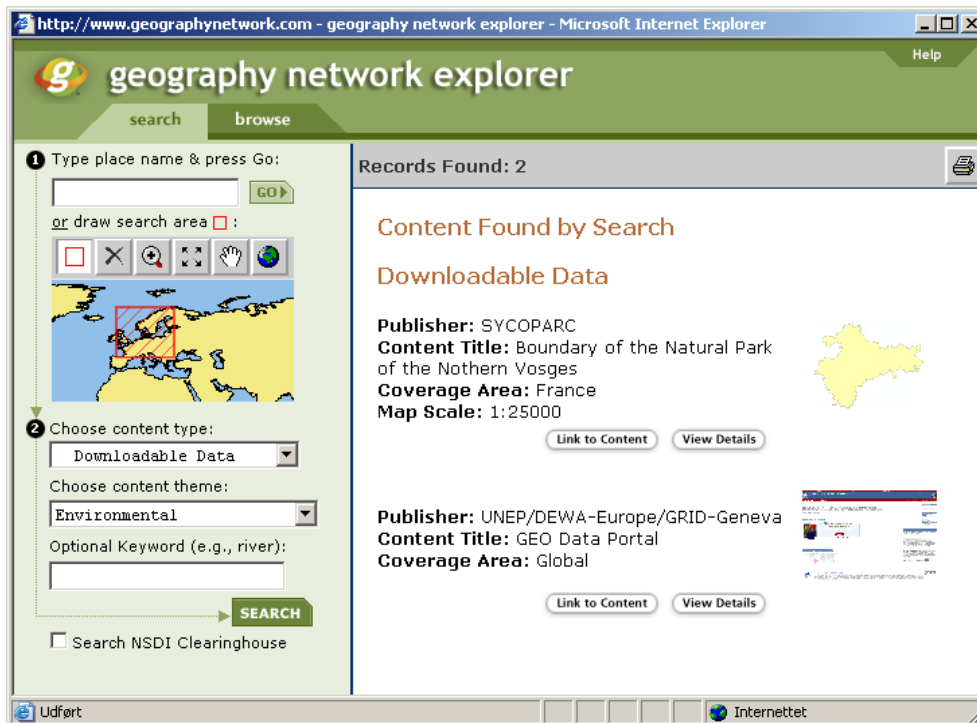 http://www.geographynetwork.com - geography network explorer - Microsoft Internet Explorer
Help
g geography network explorer
search browse
1 Type place name & press Go:
GO
or draw search area :
2 Choose content type:
Downloadable Data
Choose content theme:
Environmental
Optional Keyword (e.g., river):
SEARCH
Search NSDI Clearinghouse
Records Found: 2
Content Found by Search
Downloadable Data
Publisher: SYCOPARC
Content Title: Boundary of the Natural Park
of the Nothern Vosges
Coverage Area: France
Map Scale: 1:25000
Link to Content View Details
Publisher: UNEP/DEWA-Europe/GRID-Geneva
Content Title: GEO Data Portal
Coverage Area: Global
Link to Content View Details
Udført
Internettet